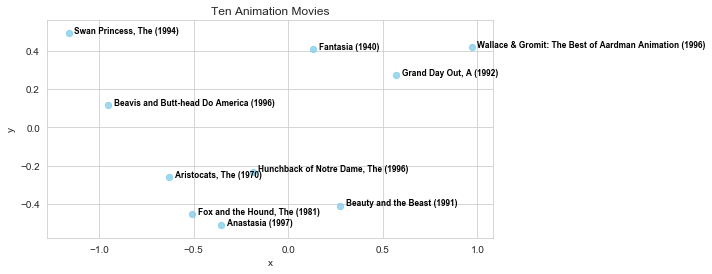 Ten Animation Movies
Swan Princess, The (1994)
Fantasia (1940)
Wallace & Gromit: The Best of Aardman Animation (1996)
Grand Day Out, A (1992)
Beavis and Butt-head Do America (1996)
Hunchback of Notre Dame, The (1996)
Aristocats, The (1970)
Beauty and the Beast (1991)
Fox and the Hound, The (1981)
Anastasia (1997)
0.4
0.2
0.0
−0.2
−0.4
y
−1.0 −0.5 0.0 0.5 1.0
x